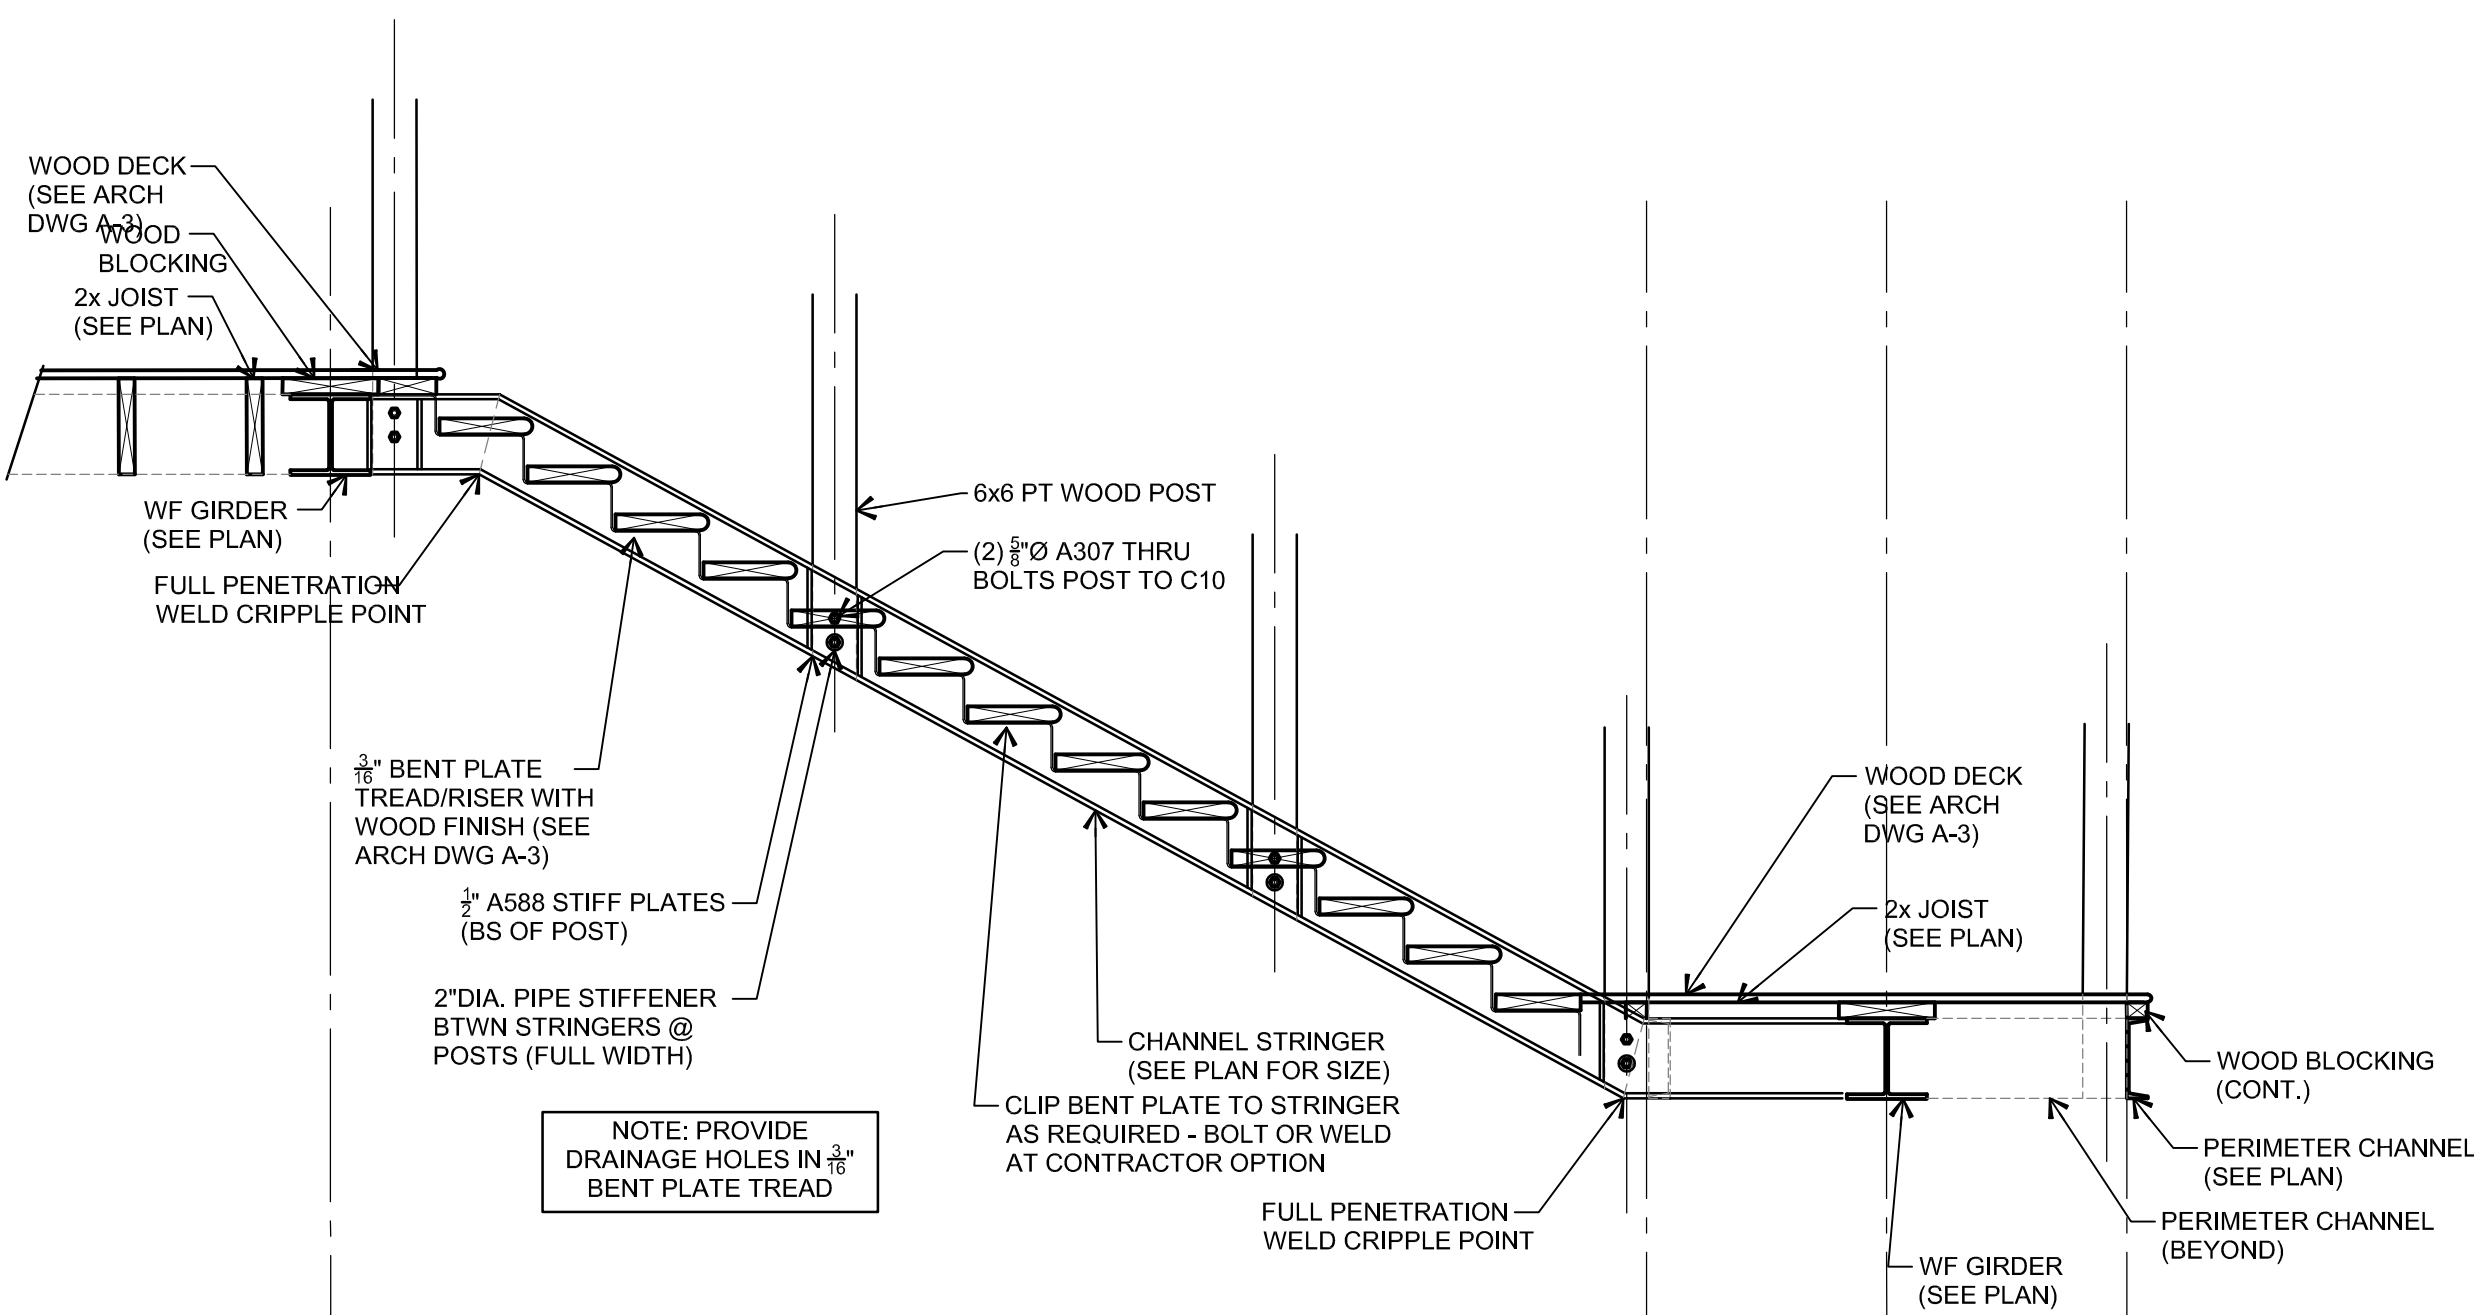 WOOD DECK
(SEE ARCH
DWG A-3)
WOOD
BLOCKING
2x JOIST
(SEE PLAN)
WF GIRDER
(SEE PLAN)
FULL PENETRATION
WELD CRIPPLE POINT
6x6 PT WOOD POST
(2) 5/8"Ø A307 THRU
BOLTS POST TO C10
3/16" BENT PLATE
TREAD/RISER WITH
WOOD FINISH (SEE
ARCH DWG A-3)
1/2" A588 STIFF PLATES
(BS OF POST)
2"DIA. PIPE STIFFENER
BTWN STRINGERS @
POSTS (FULL WIDTH)
NOTE: PROVIDE
DRAINAGE HOLES IN 3/16"
BENT PLATE TREAD
CHANNEL STRINGER
(SEE PLAN FOR SIZE)
CLIP BENT PLATE TO STRINGER
AS REQUIRED - BOLT OR WELD
AT CONTRACTOR OPTION
FULL PENETRATION
WELD CRIPPLE POINT
WOOD DECK
(SEE ARCH
DWG A-3)
2x JOIST
(SEE PLAN)
WOOD BLOCKING
(CONT.)
PERIMETER CHANNEL
(SEE PLAN)
PERIMETER CHANNEL
(BEYOND)
WF GIRDER
(SEE PLAN)